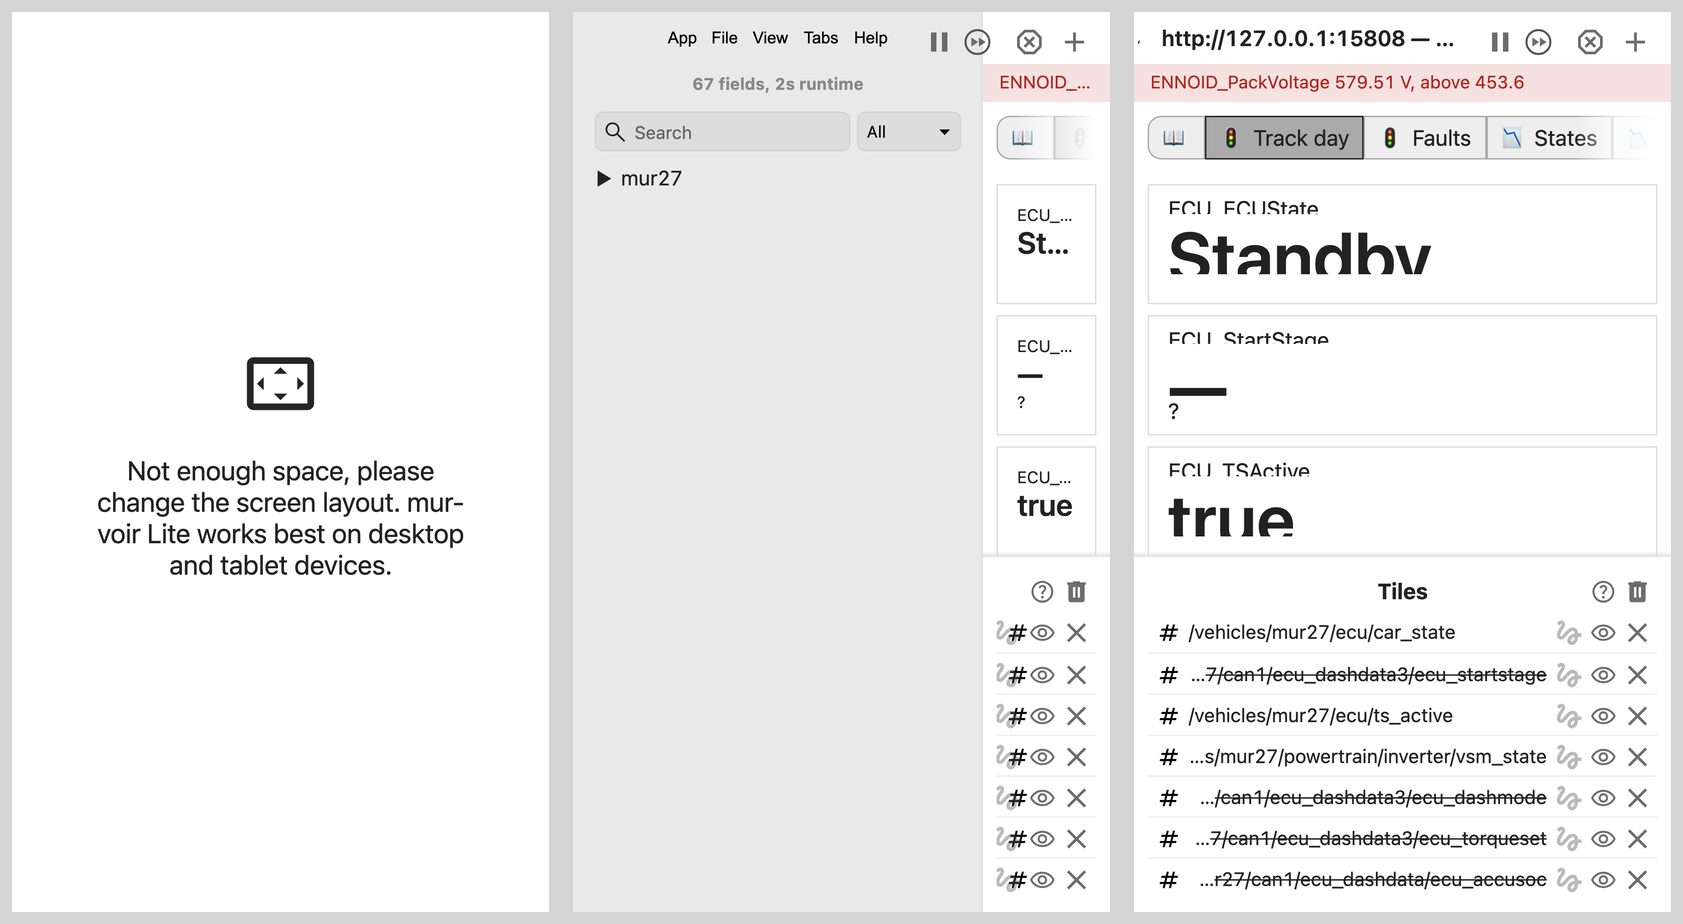 Not enough space, please
change the screen layout. mur-
voir Lite works best on desktop
and tablet devices.
App File View Tabs Help
67 fields, 2s runtime
Search
All
mur27
ENNOID_...
ECU_...
St...
ECU_...
—
?
ECU_...
true
#
#
#
#
#
#
#
http://127.0.0.1:15808 — ...
ENNOID_PackVoltage 579.51 V, above 453.6
Track day Faults States
ECU_ECUState
Standby
ECU_StartStage
—
?
ECU_TSActive
true
Tiles
# /vehicles/mur27/ecu/car_state
# ...7/can1/ecu_dashdata3/ecu_startstage
# /vehicles/mur27/ecu/ts_active
# ...s/mur27/powertrain/inverter/vsm_state
# .../can1/ecu_dashdata3/ecu_dashmode
# ...7/can1/ecu_dashdata3/ecu_torqueset
# ...r27/can1/ecu_dashdata/ecu_accusoc